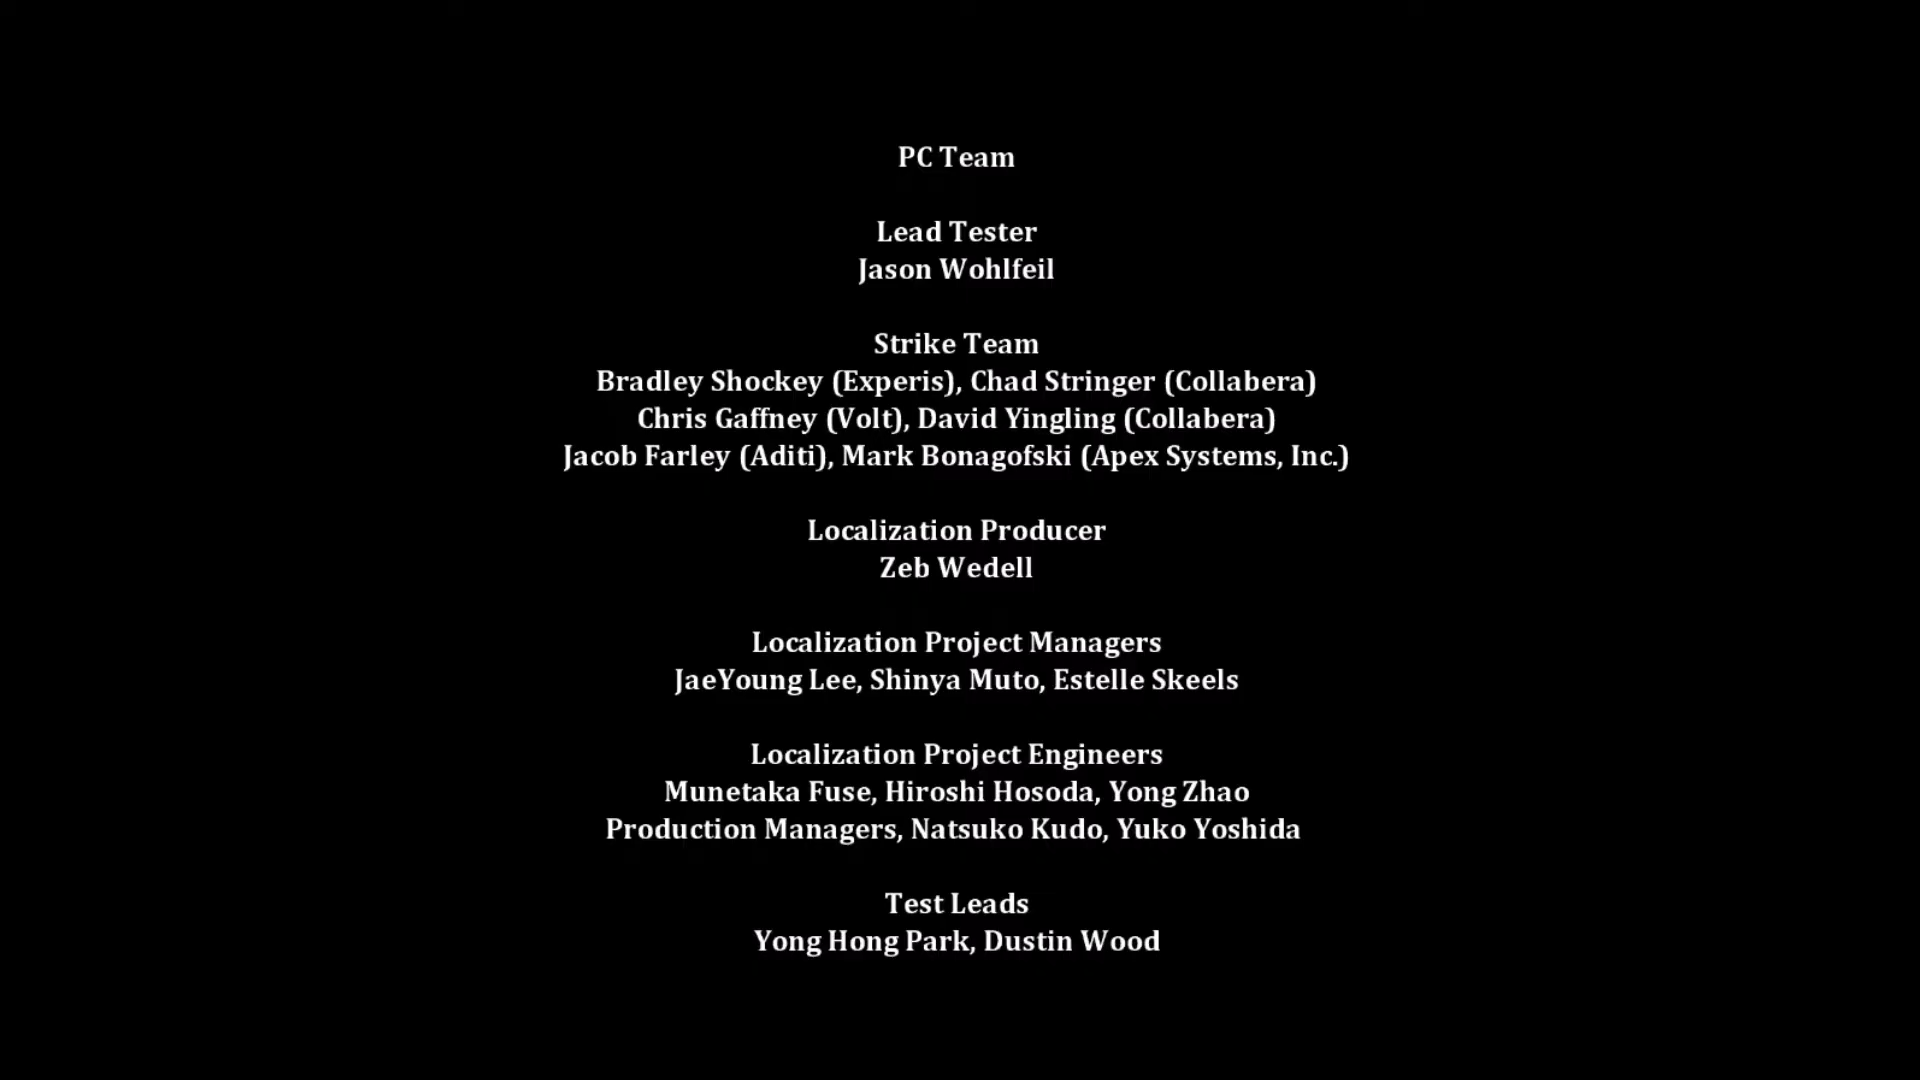 PC Team
Lead Tester
Jason Wohlfeil
Strike Team
Bradley Shockey (Experis), Chad Stringer (Collabera)
Chris Gaffney (Volt), David Yingling (Collabera)
Jacob Farley (Aditi), Mark Bonagofski (Apex Systems, Inc.)
Localization Producer
Zeb Wedell
Localization Project Managers
JaeYoung Lee, Shinya Muto, Estelle Skeels
Localization Project Engineers
Munetaka Fuse, Hiroshi Hosoda, Yong Zhao
Production Managers, Natsuko Kudo, Yuko Yoshida
Test Leads
Yong Hong Park, Dustin Wood